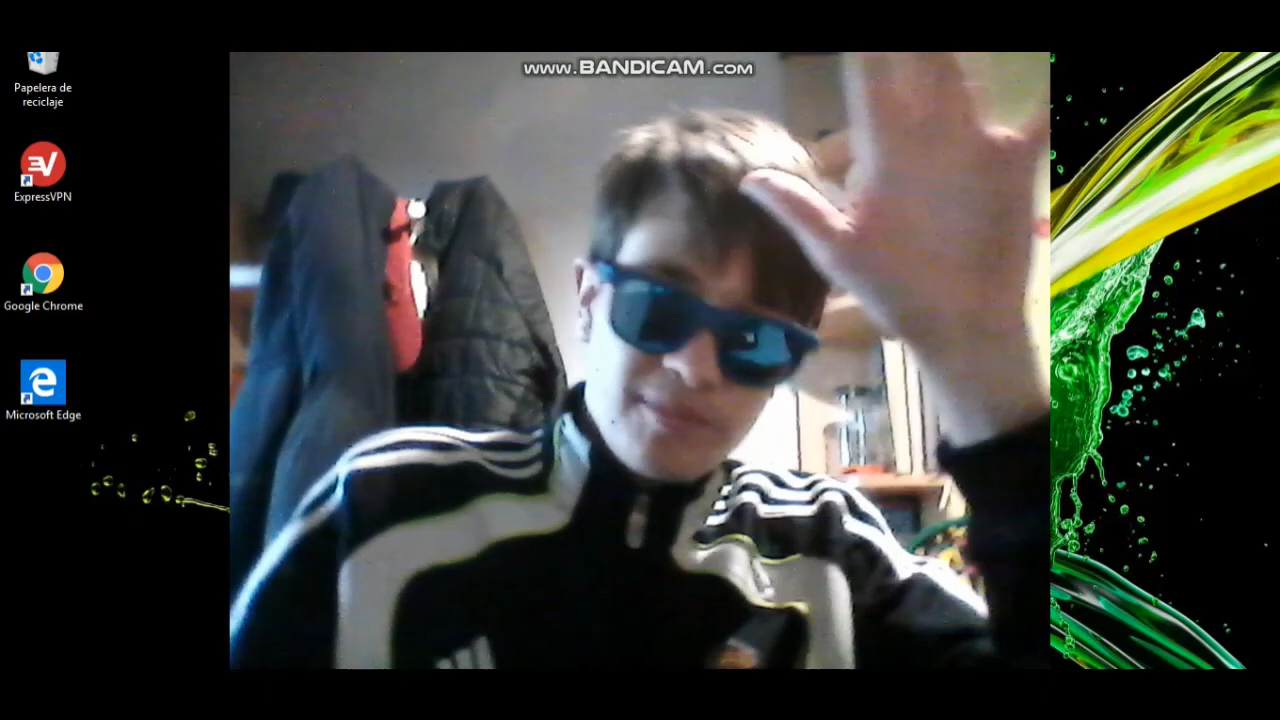 www.BANDICAM.com
Papelera de
reciclaje
ExpressVPN
Google Chrome
Microsoft Edge